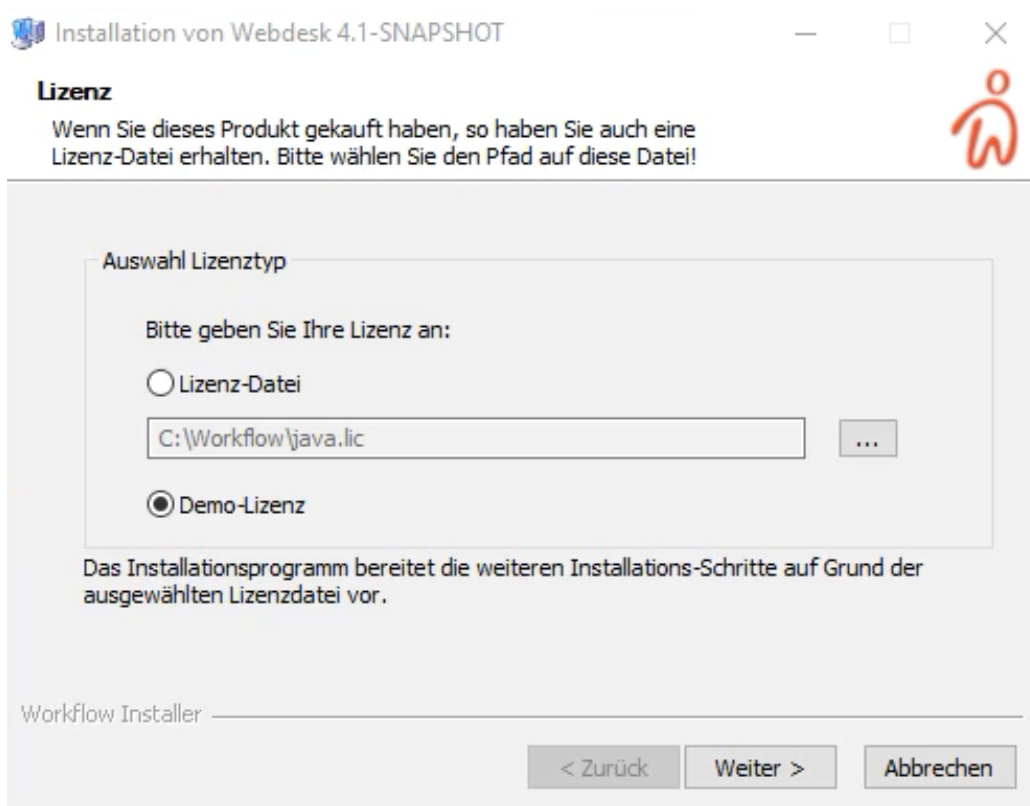 Installation von Webdesk 4.1-SNAPSHOT
Lizenz
Wenn Sie dieses Produkt gekauft haben, so haben Sie auch eine
Lizenz-Datei erhalten. Bitte wählen Sie den Pfad auf diese Datei!
Auswahl Lizenztyp
Bitte geben Sie Ihre Lizenz an:
Lizenz-Datei
C:\Workflow\java.lic
...
Demo-Lizenz
Das Installationsprogramm bereitet die weiteren Installations-Schritte auf Grund der
ausgewählten Lizenzdatei vor.
Workflow Installer
< Zurück
Weiter >
Abbrechen